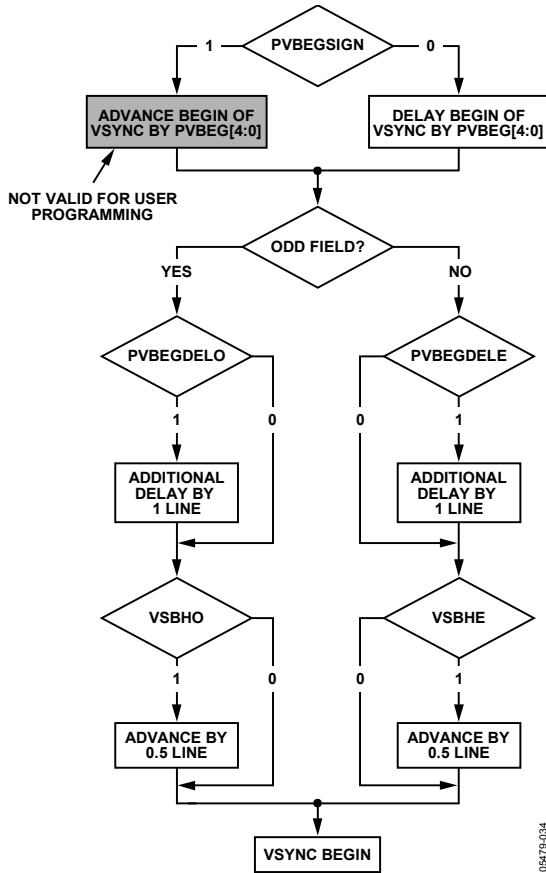 PVBEGSIGN
1
0
ADVANCE BEGIN OF
VSYNC BY PVBEG[4:0]
DELAY BEGIN OF
VSYNC BY PVBEG[4:0]
NOT VALID FOR USER
PROGRAMMING
ODD FIELD?
YES
NO
PVBEGDELO
PVBEGDELE
1
0
0
1
ADDITIONAL
DELAY BY
1 LINE
ADDITIONAL
DELAY BY
1 LINE
VSBHO
VSBHE
1
0
0
1
ADVANCE BY
0.5 LINE
ADVANCE BY
0.5 LINE
VSYNC BEGIN
05479-034